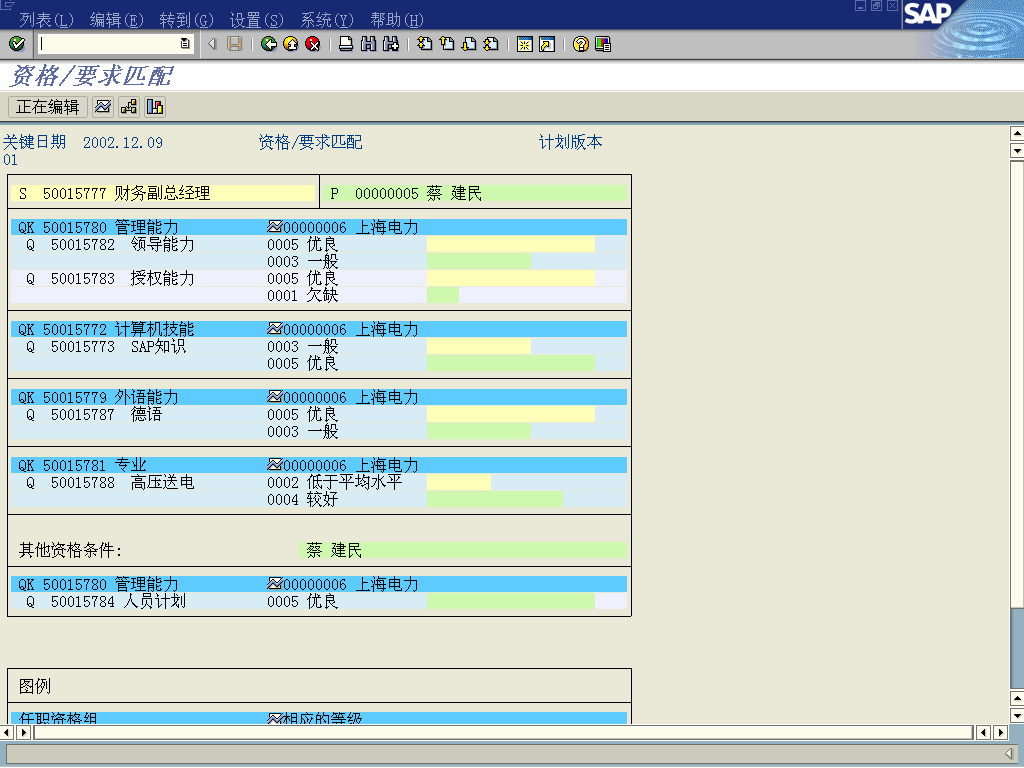 列表(L) 编辑(E) 转到(G) 设置(S) 系统(Y) 帮助(H)
SAP
资格/要求匹配
正在编辑
关键日期 2002.12.09 资格/要求匹配 计划版本
01
S 50015777 财务副总经理 P 00000005 蔡 建民
QK 50015780 管理能力 00000006 上海电力
Q 50015782 领导能力 0005 优良
0003 一般
Q 50015783 授权能力 0005 优良
0001 欠缺
QK 50015772 计算机技能 00000006 上海电力
Q 50015773 SAP知识 0003 一般
0005 优良
QK 50015779 外语能力 00000006 上海电力
Q 50015787 德语 0005 优良
0003 一般
QK 50015781 专业 00000006 上海电力
Q 50015788 高压送电 0002 低于平均水平
0004 较好
其他资格条件: 蔡 建民
QK 50015780 管理能力 00000006 上海电力
Q 50015784 人员计划 0005 优良
图例
任职资格组 相应的等级